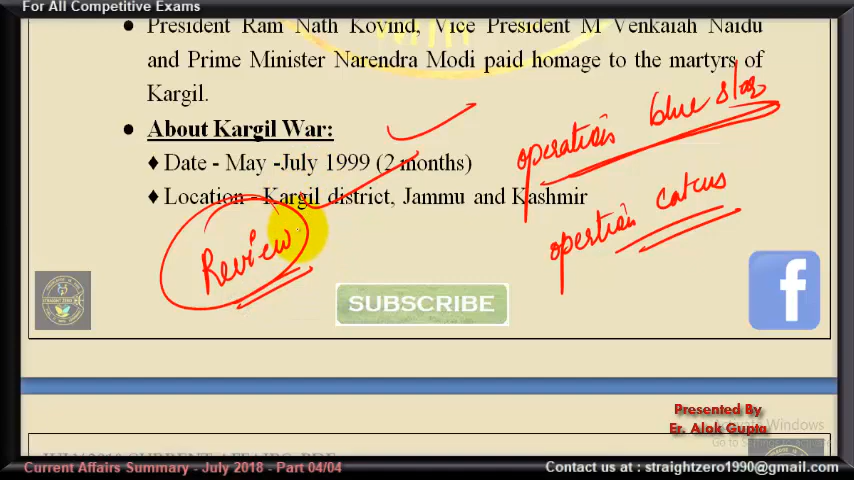 For All Competitive Exams
President Ram Nath Kovind, Vice President M Venkaiah Naidu
and Prime Minister Narendra Modi paid homage to the martyrs of
Kargil.
About Kargil War:
Date - May -July 1999 (2 months)
Location - Kargil district, Jammu and Kashmir
operation blue star
opertion catcus
Review
SUBSCRIBE
f
Presented By
Er. Alok Gupta
Windows
Current Affairs Summary - July 2018 - Part 04/04
Contact us at : straightzero1990@gmail.com